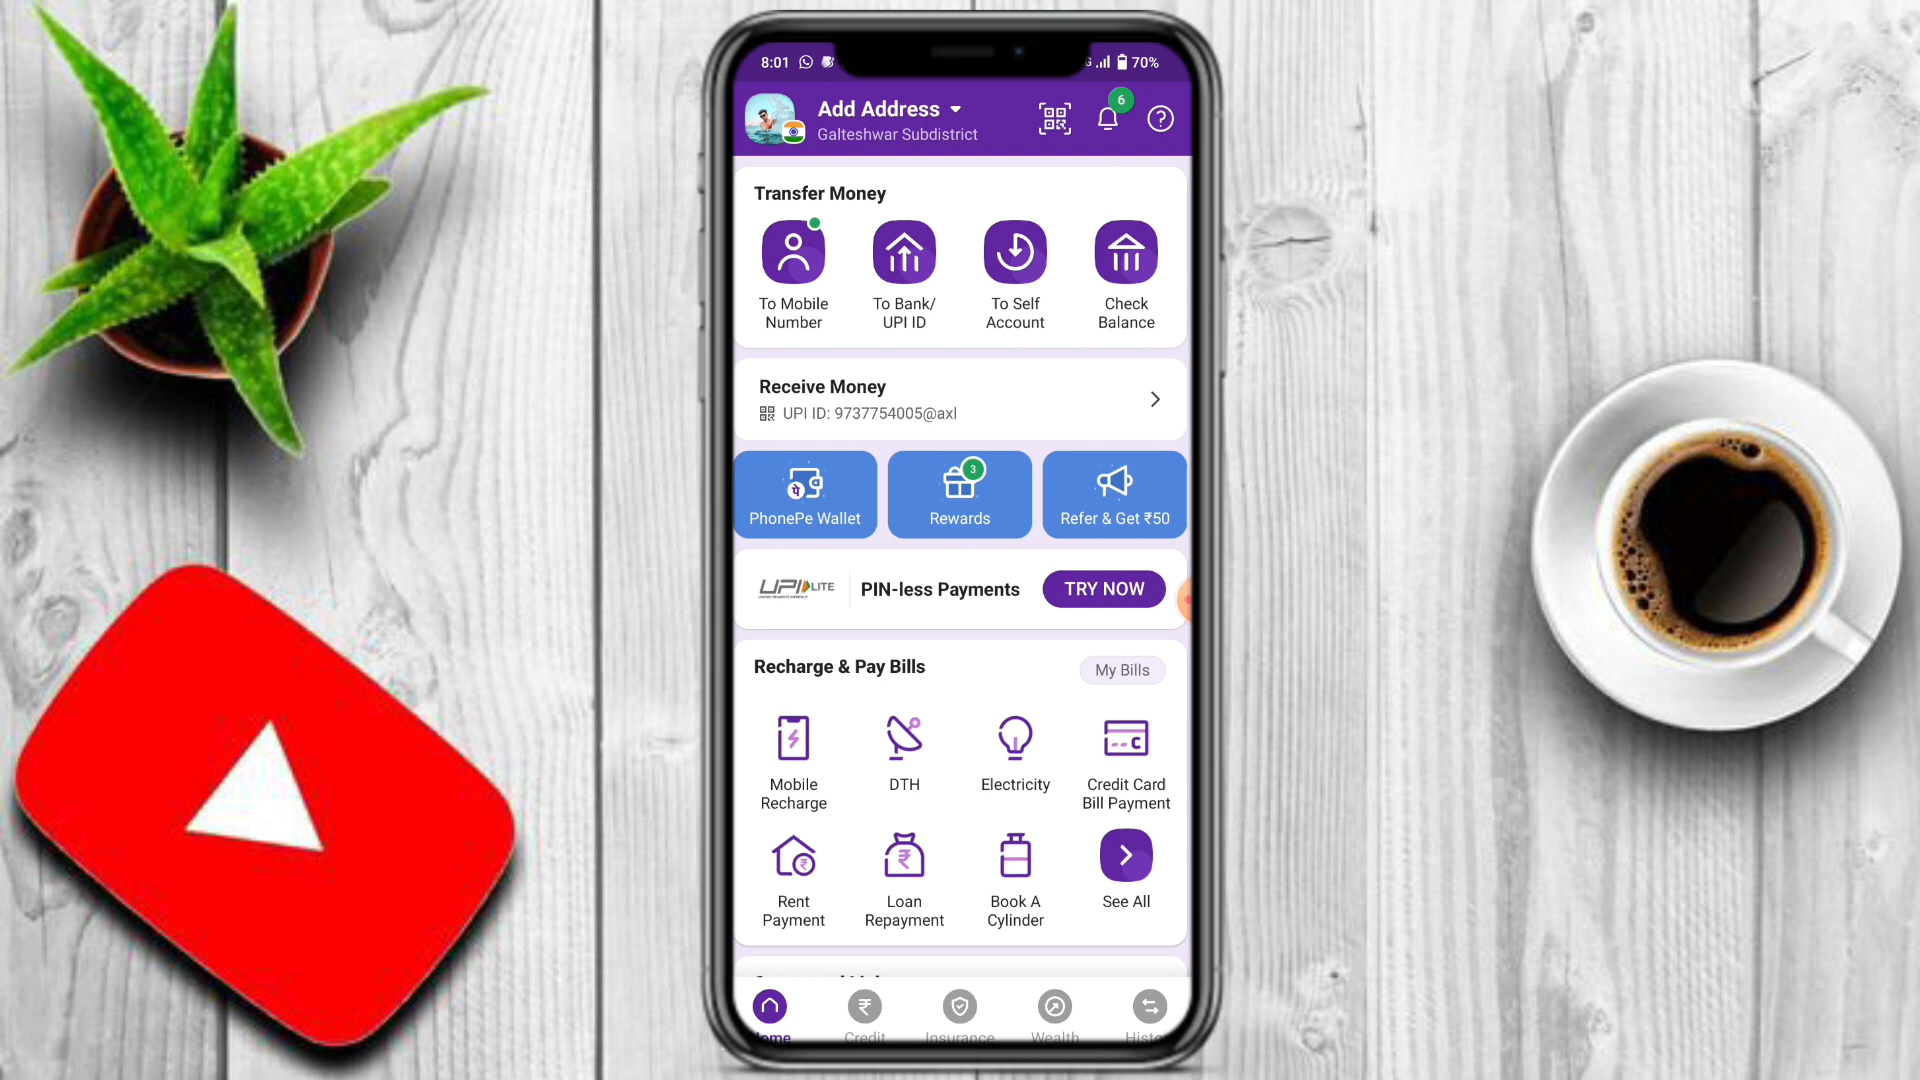 8:01
G
70%
Add Address
6
Galteshwar Subdistrict
Transfer Money
To Mobile
Number
To Bank/
UPI ID
To Self
Account
Check
Balance
Receive Money
UPI ID: 9737754005@axl
पे
PhonePe Wallet
3
Rewards
Refer & Get ₹50
UPI LITE
PIN-less Payments
TRY NOW
Recharge & Pay Bills
My Bills
Mobile
Recharge
DTH
Electricity
Credit Card
Bill Payment
Rent
Payment
Loan
Repayment
Book A
Cylinder
See All
Credit
Insurance
Wealth